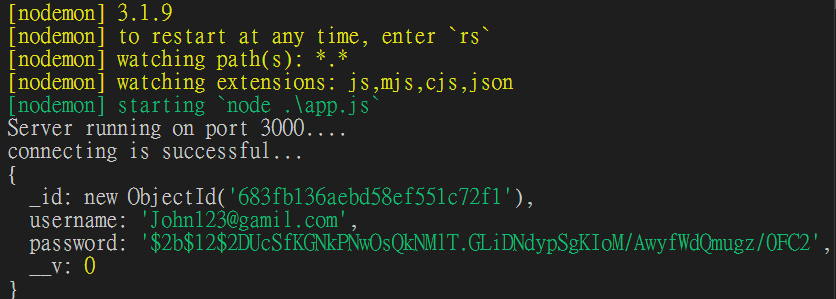 [nodemon] 3.1.9
[nodemon] to restart at any time, enter `rs`
[nodemon] watching path(s): *.*
[nodemon] watching extensions: js,mjs,cjs,json
[nodemon] starting `node .\app.js`
Server running on port 3000....
connecting is successful...
{
  _id: new ObjectId('683fb136aebd58ef551c72f1'),
  username: 'John123@gamil.com',
  password: '$2b$12$2DUcSfKGNkPNwOsQkNMlT.GLiDNdypSgKIoM/AwyfWdQmugz/OFC2',
  __v: 0
}